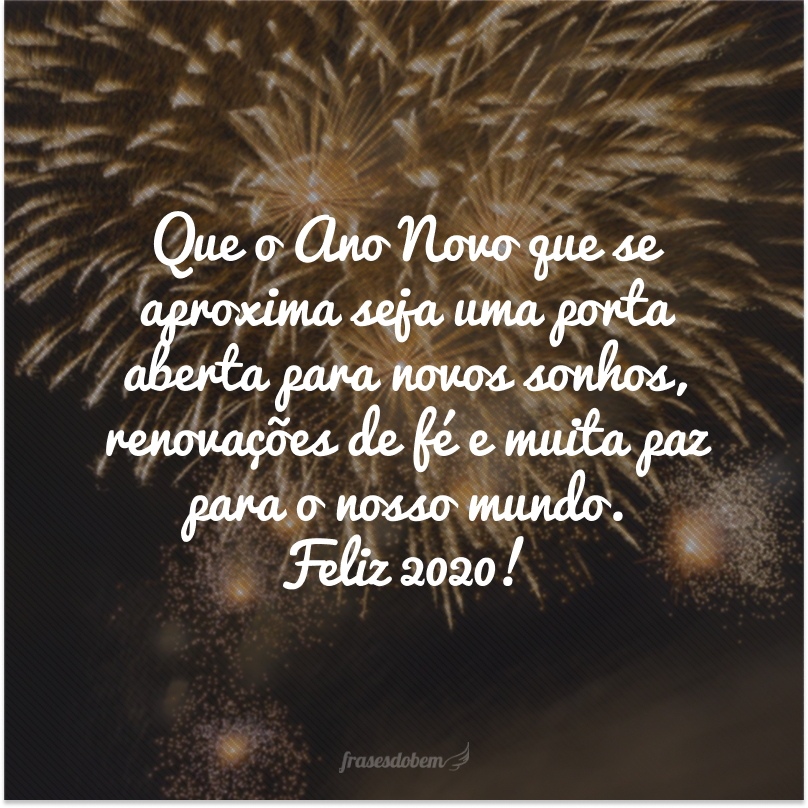 Que o Ano Novo que se
aproxima seja uma porta
aberta para novos sonhos,
renovações de fé e muita paz
para o nosso mundo.
Feliz 2020!
frasesdobem